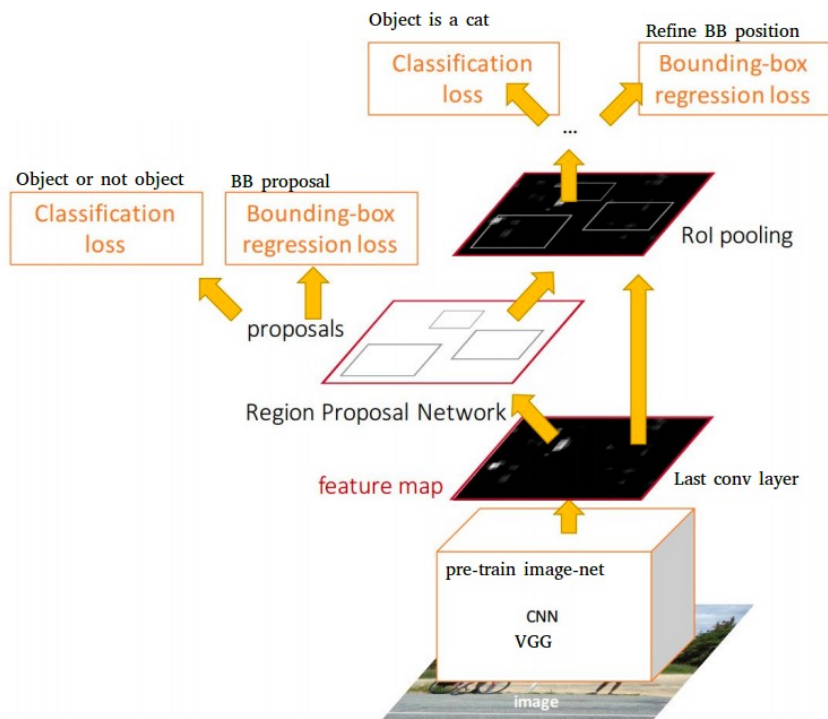 Object is a cat
Refine BB position
Classification
loss
Bounding-box
regression loss
...
Object or not object
BB proposal
Classification
loss
Bounding-box
regression loss
RoI pooling
proposals
Region Proposal Network
feature map
Last conv layer
pre-train image-net
CNN
VGG
image